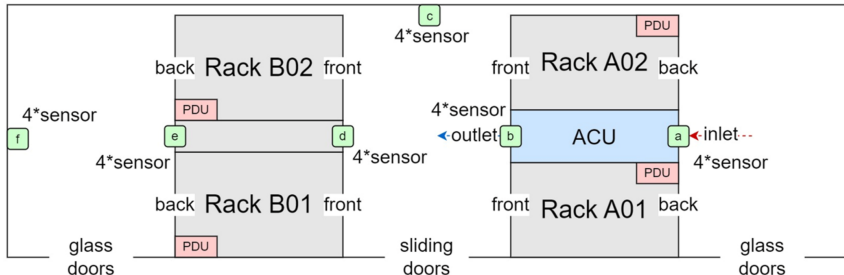 c
4*sensor
PDU
back
Rack B02
front
front
Rack A02
back
4*sensor
PDU
4*sensor
f
e
d
outlet
b
ACU
a
inlet
4*sensor
4*sensor
4*sensor
PDU
back
Rack B01
front
front
Rack A01
back
PDU
glass
doors
sliding
doors
glass
doors